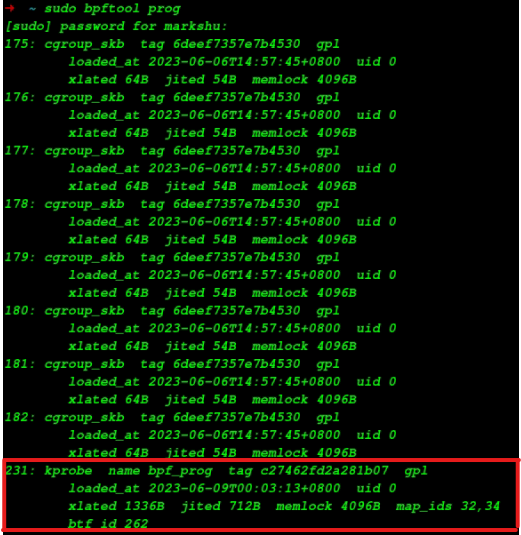 → ~ sudo bpftool prog
[sudo] password for markshu:
175: cgroup_skb tag 6deef7357e7b4530 gpl
loaded_at 2023-06-06T14:57:45+0800 uid 0
xlated 64B jited 54B memlock 4096B
176: cgroup_skb tag 6deef7357e7b4530 gpl
loaded_at 2023-06-06T14:57:45+0800 uid 0
xlated 64B jited 54B memlock 4096B
177: cgroup_skb tag 6deef7357e7b4530 gpl
loaded_at 2023-06-06T14:57:45+0800 uid 0
xlated 64B jited 54B memlock 4096B
178: cgroup_skb tag 6deef7357e7b4530 gpl
loaded_at 2023-06-06T14:57:45+0800 uid 0
xlated 64B jited 54B memlock 4096B
179: cgroup_skb tag 6deef7357e7b4530 gpl
loaded_at 2023-06-06T14:57:45+0800 uid 0
xlated 64B jited 54B memlock 4096B
180: cgroup_skb tag 6deef7357e7b4530 gpl
loaded_at 2023-06-06T14:57:45+0800 uid 0
xlated 64B jited 54B memlock 4096B
181: cgroup_skb tag 6deef7357e7b4530 gpl
loaded_at 2023-06-06T14:57:45+0800 uid 0
xlated 64B jited 54B memlock 4096B
182: cgroup_skb tag 6deef7357e7b4530 gpl
loaded_at 2023-06-06T14:57:45+0800 uid 0
xlated 64B jited 54B memlock 4096B
231: kprobe name bpf_prog tag c27462fd2a281b07 gpl
loaded_at 2023-06-09T00:03:13+0800 uid 0
xlated 1336B jited 712B memlock 4096B map_ids 32,34
btf_id 262